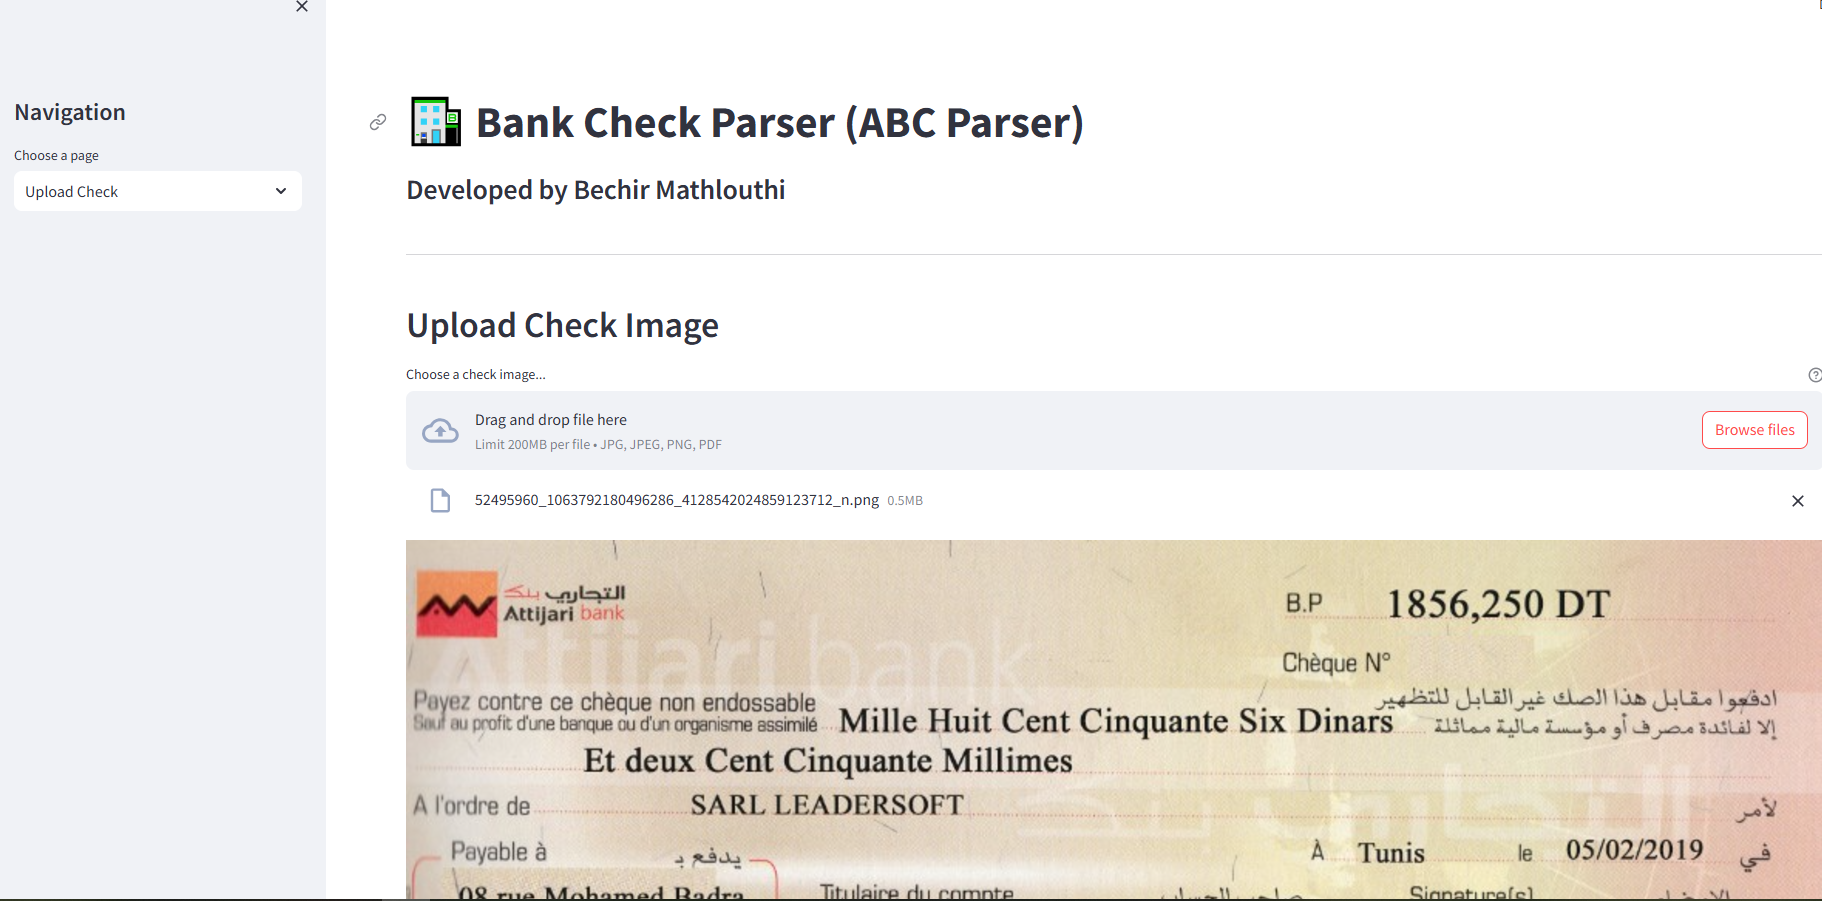 Navigation
Choose a page
Upload Check
Bank Check Parser (ABC Parser)
Developed by Bechir Mathlouthi
Upload Check Image
Choose a check image...
Drag and drop file here
Limit 200MB per file • JPG, JPEG, PNG, PDF
Browse files
52495960_1063792180496286_4128542024859123712_n.png 0.5MB
التجاري بنك
Attijari bank
B.P 1856,250 DT
Attijari bank
Chèque N°
Payez contre ce chèque non endossable
ادفعوا مقابل هذا الصك غير القابل للتظهير
Sauf au profit d'une banque ou d'un organisme assimilé
Mille Huit Cent Cinquante Six Dinars
إلا لفائدة مصرف أو مؤسسة مالية مماثلة
Et deux Cent Cinquante Millimes
A l'ordre de SARL LEADERSOFT لأمر
Payable à يدفع بـ À Tunis le 05/02/2019 في
08 rue Mohamed Badra Titulaire du compte صاحب الحساب Signature(s) الإمضاء